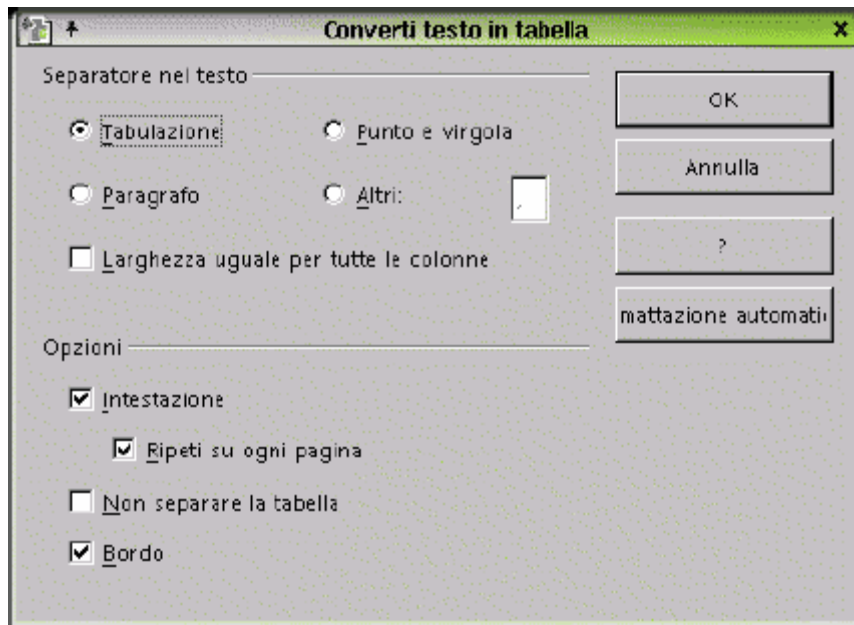 Converti testo in tabella
Separatore nel testo
Tabulazione
Punto e virgola
Paragrafo
Altri:
,
Larghezza uguale per tutte le colonne
OK
Annulla
?
mattazione automati
Opzioni
Intestazione
Ripeti su ogni pagina
Non separare la tabella
Bordo